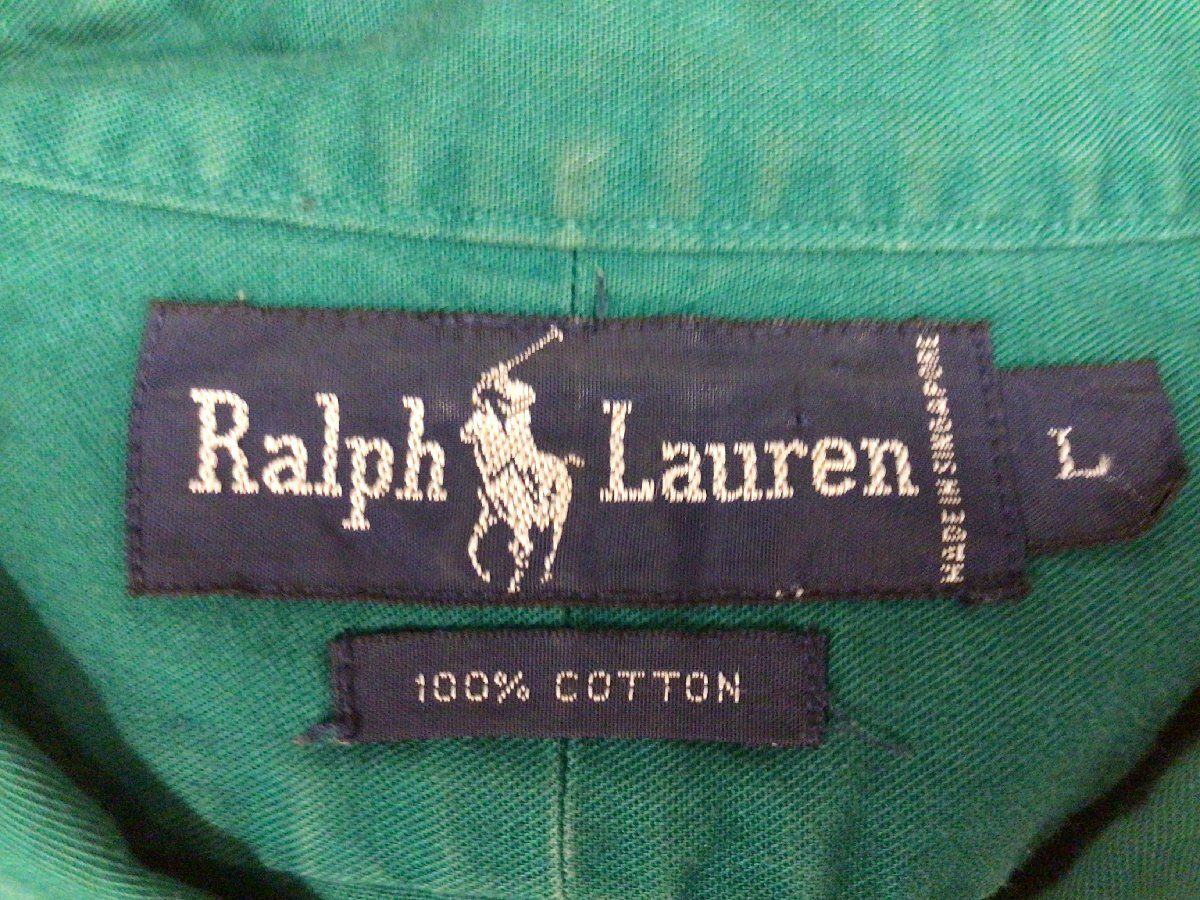 Ralph Lauren
MADE IN SINGAPORE
L
100% COTTON